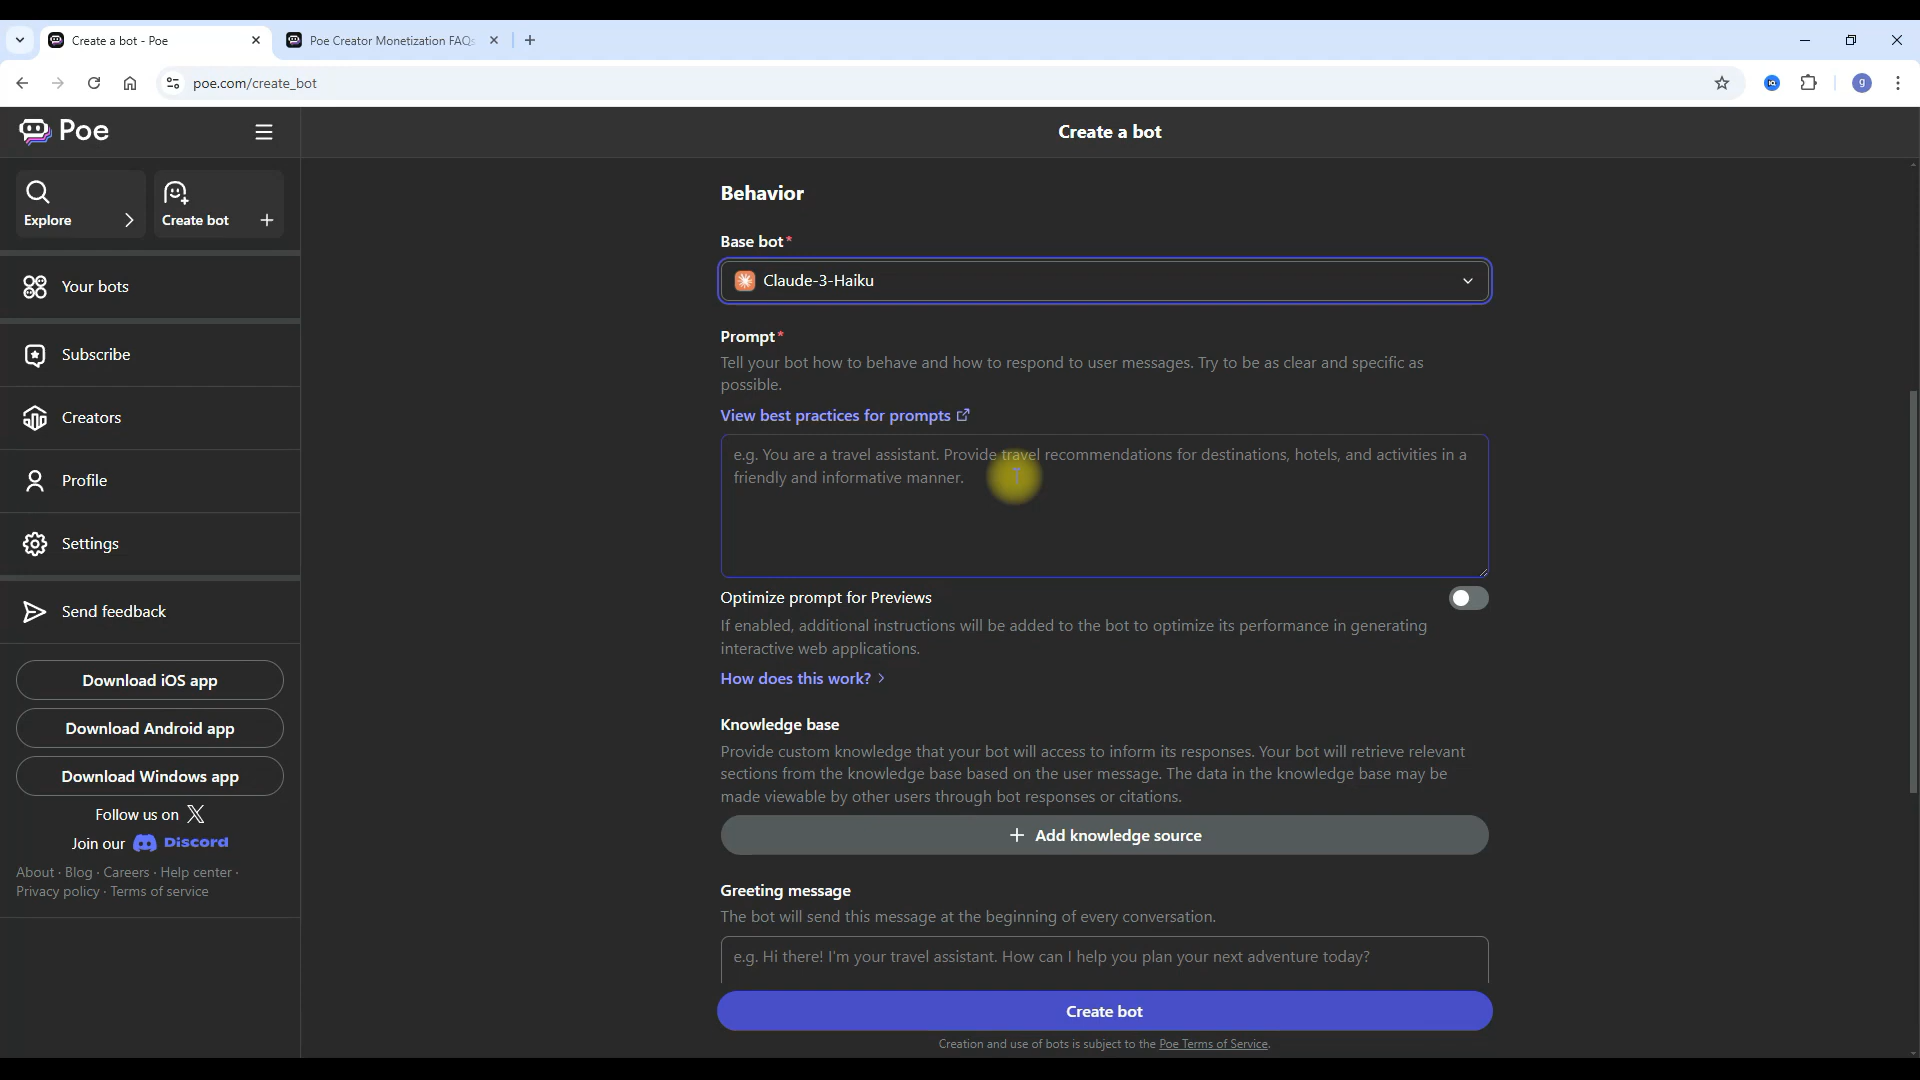 Create a bot - Poe
Poe Creator Monetization FAQs
poe.com/create_bot
g
Poe
Create a bot
Explore
Create bot
Your bots
Subscribe
Creators
Profile
Settings
Send feedback
Download iOS app
Download Android app
Download Windows app
Follow us on X
Join our Discord
About · Blog · Careers · Help center ·
Privacy policy · Terms of service
Behavior
Base bot*
Claude-3-Haiku
Prompt*
Tell your bot how to behave and how to respond to user messages. Try to be as clear and specific as
possible.
View best practices for prompts
e.g. You are a travel assistant. Provide travel recommendations for destinations, hotels, and activities in a
friendly and informative manner.
Optimize prompt for Previews
If enabled, additional instructions will be added to the bot to optimize its performance in generating
interactive web applications.
How does this work?
Knowledge base
Provide custom knowledge that your bot will access to inform its responses. Your bot will retrieve relevant
sections from the knowledge base based on the user message. The data in the knowledge base may be
made viewable by other users through bot responses or citations.
Add knowledge source
Greeting message
The bot will send this message at the beginning of every conversation.
e.g. Hi there! I'm your travel assistant. How can I help you plan your next adventure today?
Create bot
Creation and use of bots is subject to the Poe Terms of Service.